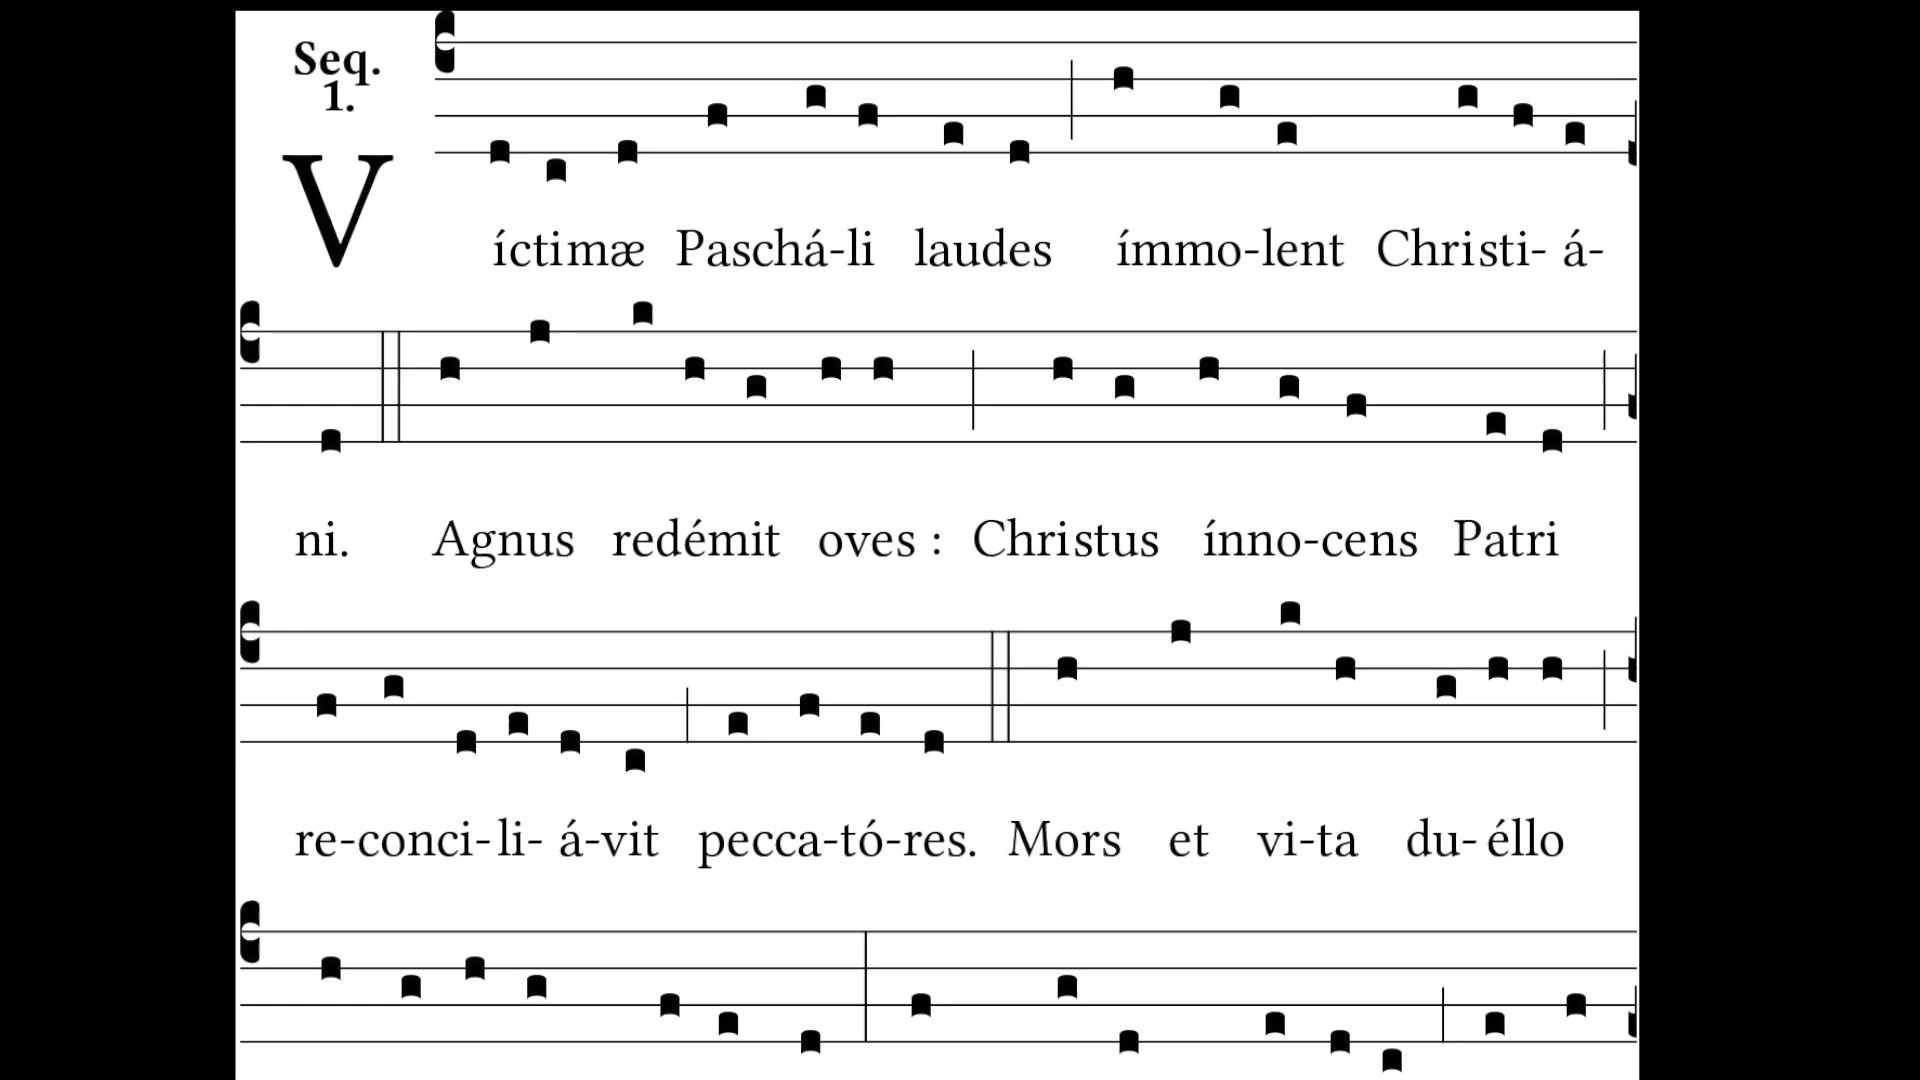 Seq.
1.
Víctimæ Paschá-li laudes ímmo-lent Christi- á-
ni. Agnus redémit oves : Christus ínno-cens Patri
re-conci-li- á-vit pecca-tó-res. Mors et vi-ta du-éllo